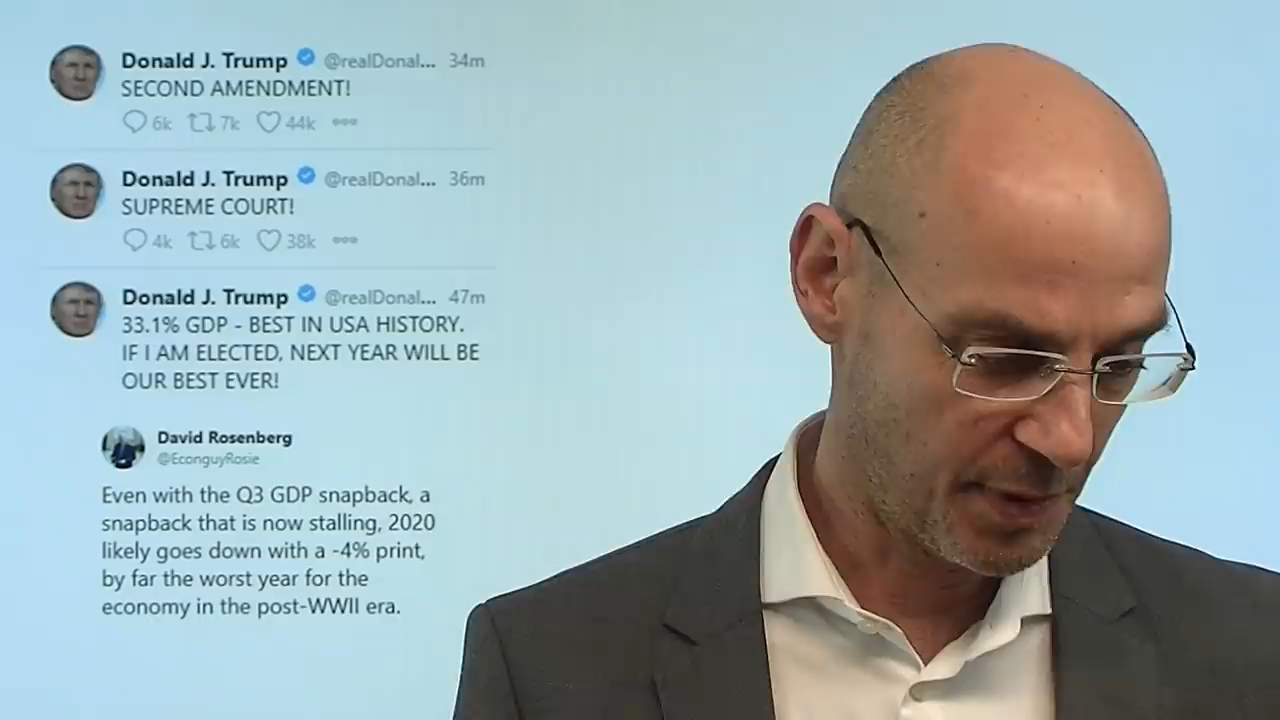 Donald J. Trump @realDonal... 34m
SECOND AMENDMENT!
6k 7k 44k
Donald J. Trump @realDonal... 36m
SUPREME COURT!
4k 6k 38k
Donald J. Trump @realDonal... 47m
33.1% GDP - BEST IN USA HISTORY.
IF I AM ELECTED, NEXT YEAR WILL BE
OUR BEST EVER!
David Rosenberg
@EconguyRosie
Even with the Q3 GDP snapback, a
snapback that is now stalling, 2020
likely goes down with a -4% print,
by far the worst year for the
economy in the post-WWII era.